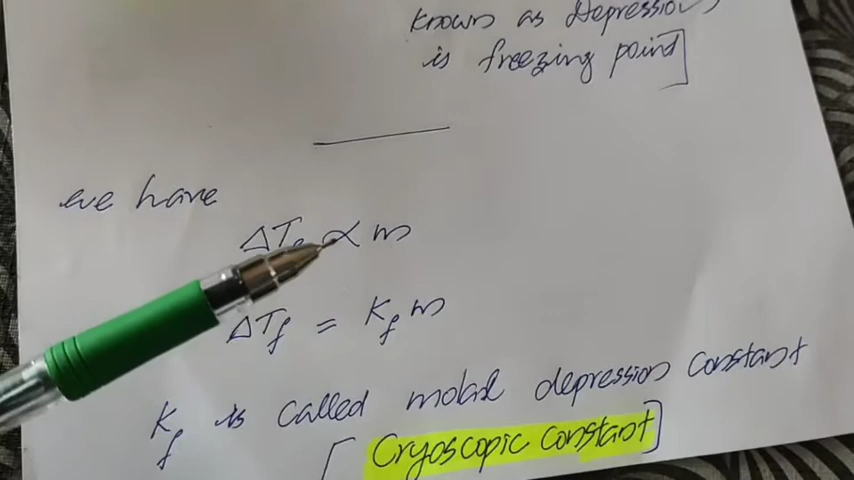 known as Depression
is freezing point]
we have
ΔTf ∝ m
ΔTf = Kf m
Kf is called molal depression constant
[Cryoscopic constant]